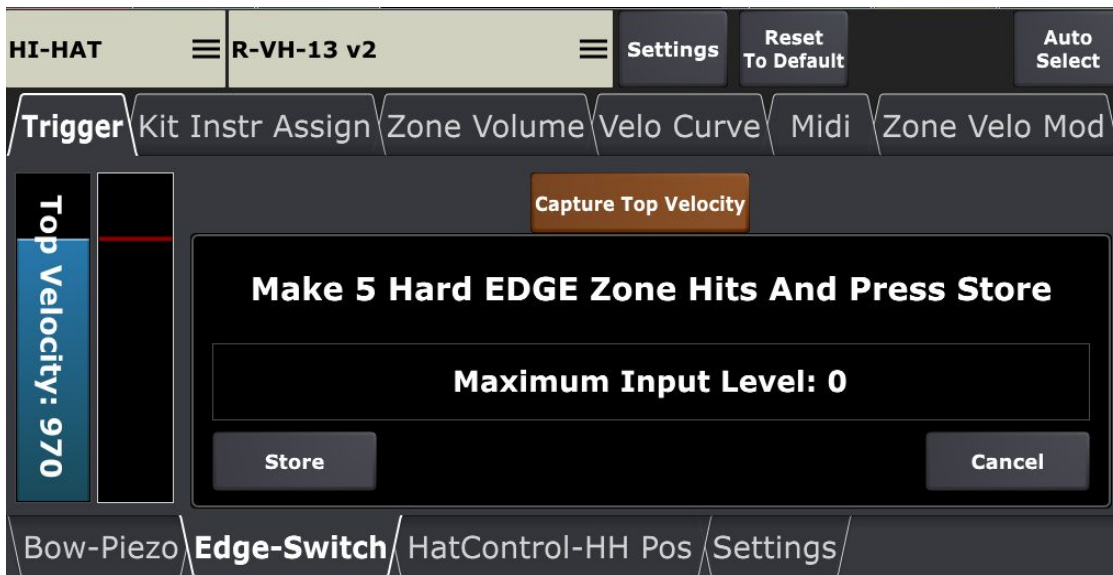 HI-HAT
R-VH-13 v2
Settings
Reset
To Default
Auto
Select
Trigger
Kit Instr Assign
Zone Volume
Velo Curve
Midi
Zone Velo Mod
Top Velocity: 970
Capture Top Velocity
Make 5 Hard EDGE Zone Hits And Press Store
Maximum Input Level: 0
Store
Cancel
Bow-Piezo
Edge-Switch
HatControl-HH Pos
Settings